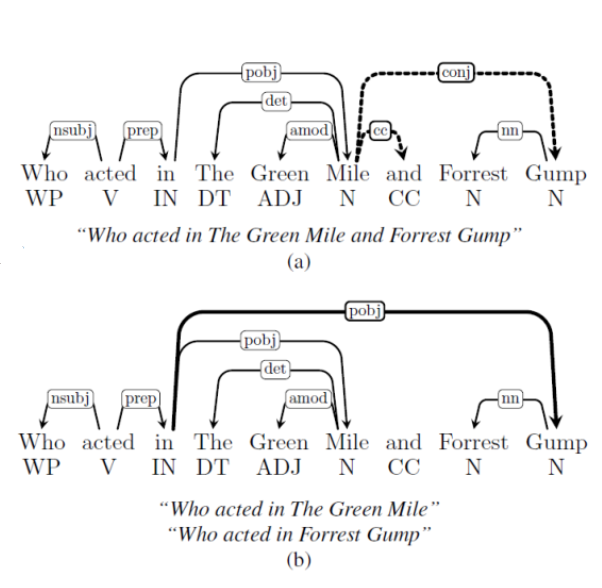 pobj conj
det
nsubj prep amod cc nn
Who acted in The Green Mile and Forrest Gump
WP V IN DT ADJ N CC N N
“Who acted in The Green Mile and Forrest Gump”
(a)
pobj
pobj
det
nsubj prep amod nn
Who acted in The Green Mile and Forrest Gump
WP V IN DT ADJ N CC N N
“Who acted in The Green Mile”
“Who acted in Forrest Gump”
(b)